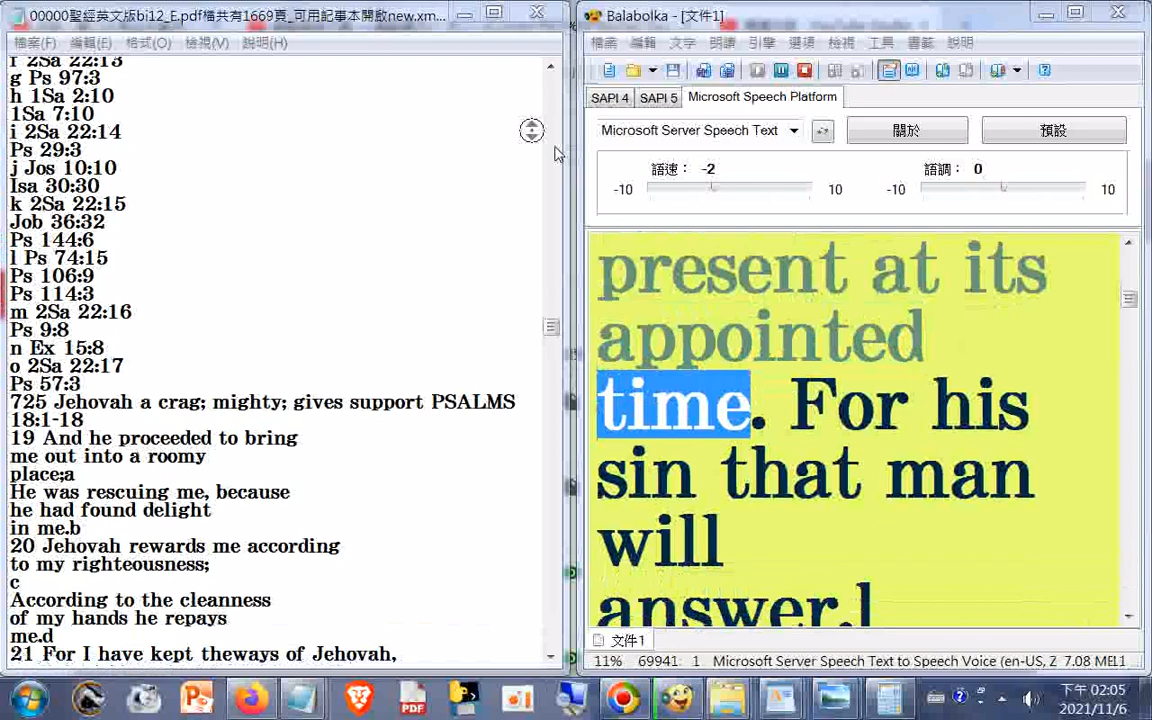 00000聖經英文版bi12_E.pdf檔共有1669頁_可用記事本開啟new.xm...
檔案(F) 編輯(E) 格式(O) 檢視(V) 說明(H)
f 2Sa 22:13
g Ps 97:3
h 1Sa 2:10
1Sa 7:10
i 2Sa 22:14
Ps 29:3
j Jos 10:10
Isa 30:30
k 2Sa 22:15
Job 36:32
Ps 144:6
l Ps 74:15
Ps 106:9
Ps 114:3
m 2Sa 22:16
Ps 9:8
n Ex 15:8
o 2Sa 22:17
Ps 57:3
725 Jehovah a crag; mighty; gives support PSALMS
18:1-18
19 And he proceeded to bring
me out into a roomy
place;a
He was rescuing me, because
he had found delight
in me.b
20 Jehovah rewards me according
to my righteousness;
c
According to the cleanness
of my hands he repays
me.d
21 For I have kept theways of Jehovah,
Balabolka - [文件1]
檔案 編輯 文字 朗讀 引擎 選項 檢視 工具 書籤 說明
SAPI 4 SAPI 5 Microsoft Speech Platform
Microsoft Server Speech Text 關於 預設
語速： -2 語調： 0
-10 10 -10 10
present at its
appointed
time. For his
sin that man
will
answer.l
文件1
11% 69941: 1 Microsoft Server Speech Text to Speech Voice (en-US, Z 7.08 ME
下午 02:05
2021/11/6